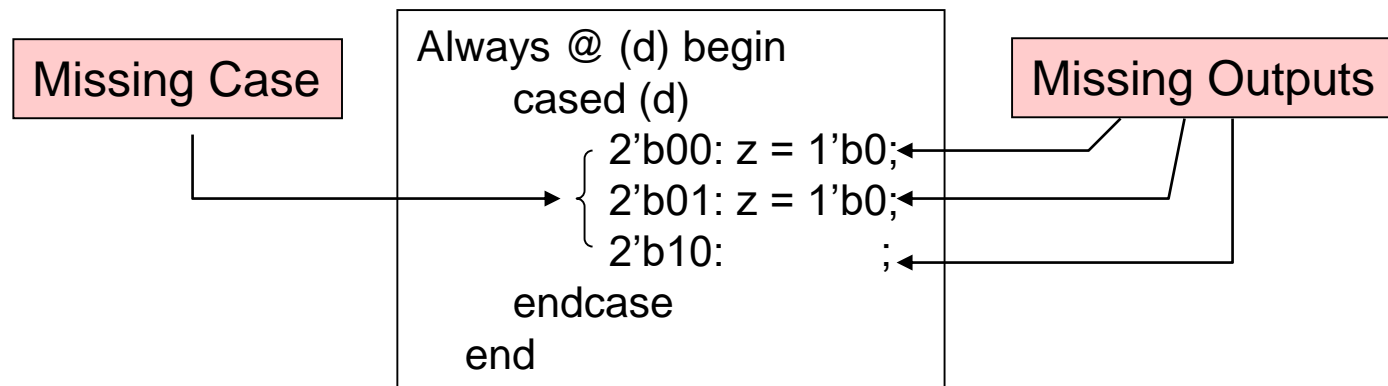 Missing Case
Always @ (d) begin
cased (d)
2’b00: z = 1’b0;
2’b01: z = 1’b0;
2’b10: ;
endcase
end
Missing Outputs